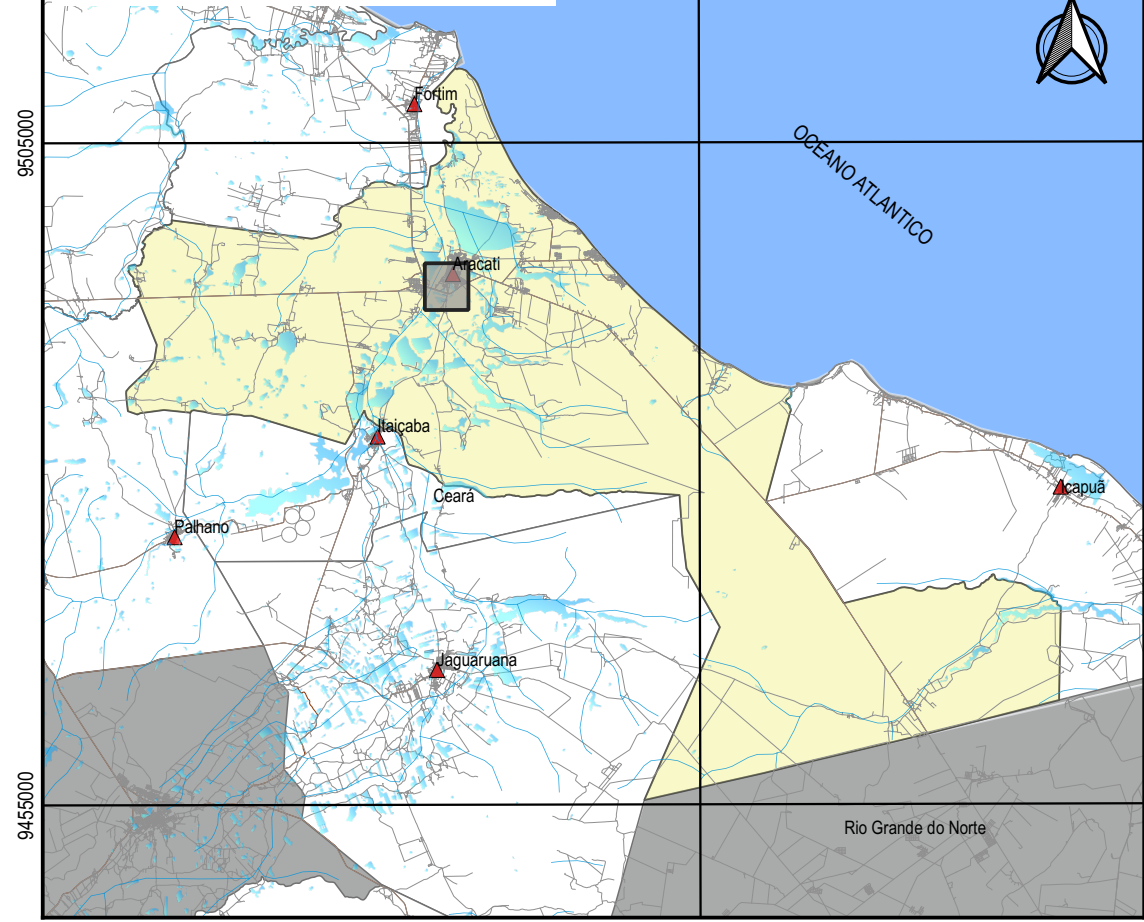 Fortim
9505000
OCEANO ATLANTICO
Aracati
Itaiçaba
Icapuã
Ceará
Palhano
Jaguaruana
9455000
Rio Grande do Norte